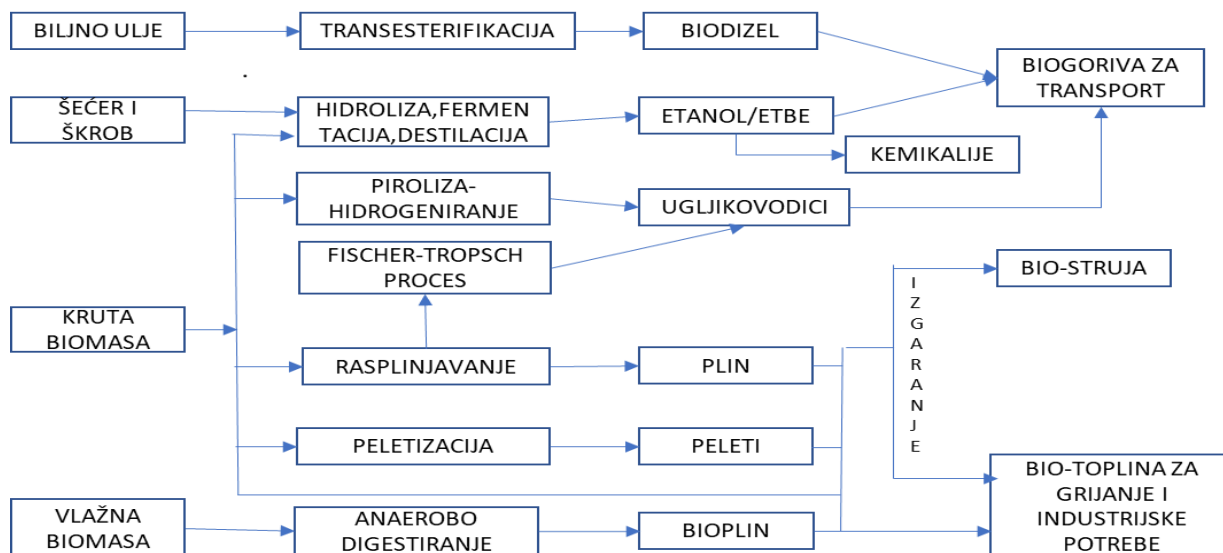 BILJNO ULJE
TRANSESTERIFIKACIJA
BIODIZEL
BIOGORIVA ZA
TRANSPORT
ŠEĆER I
ŠKROB
HIDROLIZA,FERMEN
TACIJA,DESTILACIJA
ETANOL/ETBE
KEMIKALIJE
PIROLIZA-
HIDROGENIRANJE
UGLJIKOVODICI
FISCHER-TROPSCH
PROCES
BIO-STRUJA
KRUTA
BIOMASA
RASPLINJAVANJE
PLIN
IZGARANJE
PELETIZACIJA
PELETI
BIO-TOPLINA ZA
GRIJANJE I
INDUSTRIJSKE
POTREBE
VLAŽNA
BIOMASA
ANAEROBO
DIGESTIRANJE
BIOPLIN